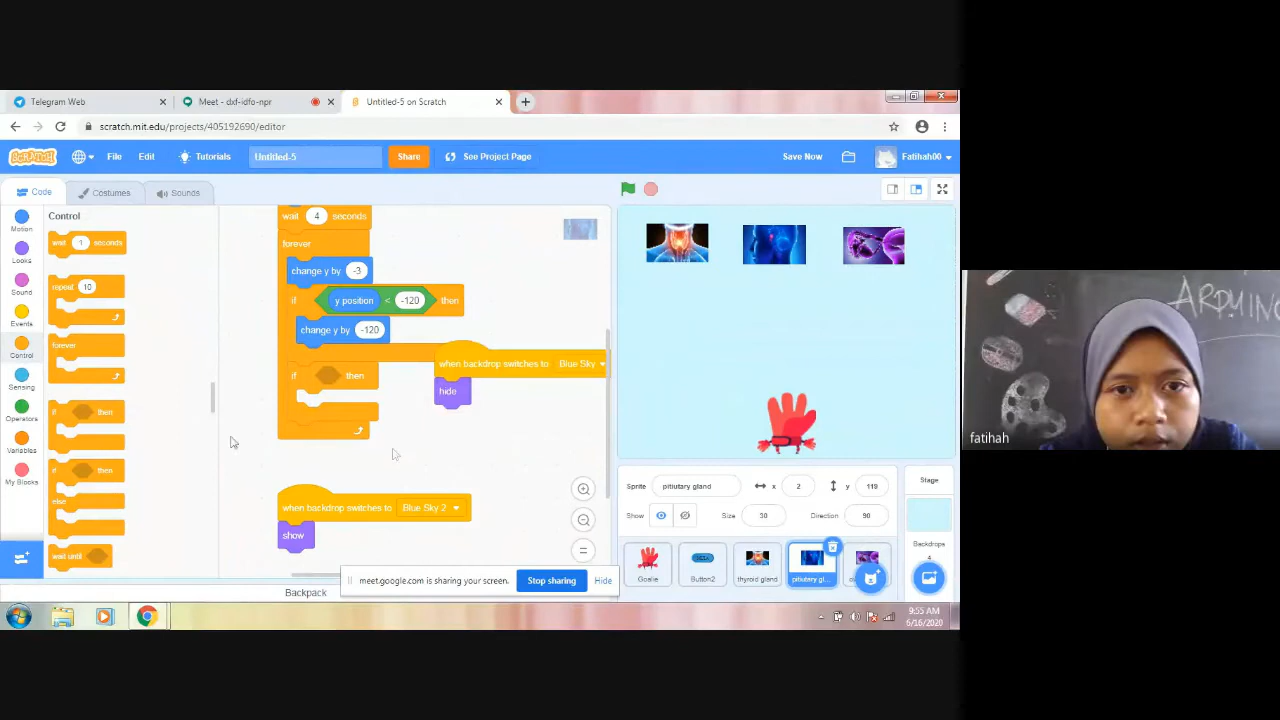 Telegram Web
Meet - dxf-idfo-npr
Untitled-5 on Scratch
scratch.mit.edu/projects/405192690/editor
SCRATCH
File
Edit
Tutorials
Untitled-5
Share
See Project Page
Save Now
Fatihah00
Code
Costumes
Sounds
Motion
Looks
Sound
Events
Control
Sensing
Operators
Variables
My Blocks
Control
wait 1 seconds
repeat 10
forever
if then
if then
else
wait until
wait 4 seconds
forever
change y by -3
if y position < -120 then
change y by -120
if then
when backdrop switches to Blue Sky
hide
when backdrop switches to Blue Sky 2
show
Backpack
meet.google.com is sharing your screen.
Stop sharing
Hide
Sprite
pitiutary gland
x 2
y 119
Show
Size 30
Direction 90
Stage
Backdrops
4
Goalie
Button2
thyroid gland
pitiutary gl...
9:55 AM
6/16/2020
ARDUINO
fatihah